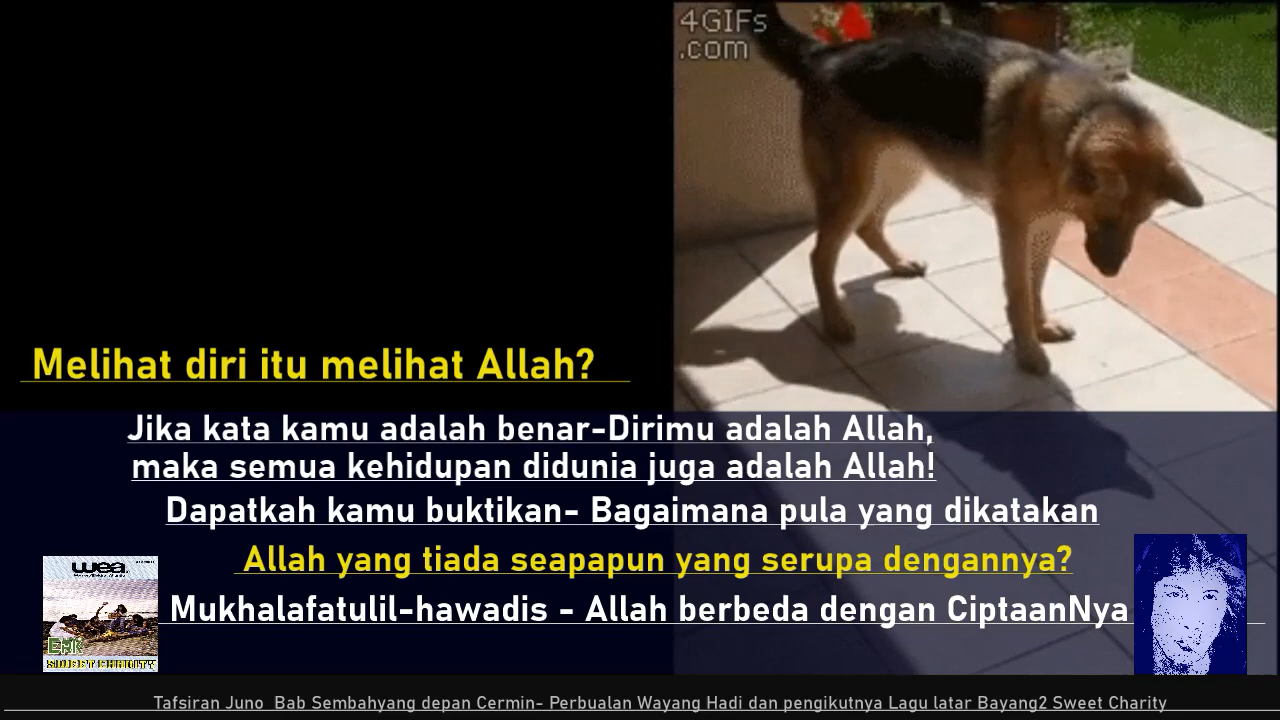 4GIFs
.com
Melihat diri itu melihat Allah?
Jika kata kamu adalah benar-Dirimu adalah Allah,
maka semua kehidupan didunia juga adalah Allah!
Dapatkah kamu buktikan- Bagaimana pula yang dikatakan
Allah yang tiada seapapun yang serupa dengannya?
Mukhalafatulil-hawadis - Allah berbeda dengan CiptaanNya
wea
SWEET CHARITY
Tafsiran Juno Bab Sembahyang depan Cermin- Perbualan Wayang Hadi dan pengikutnya Lagu latar Bayang2 Sweet Charity